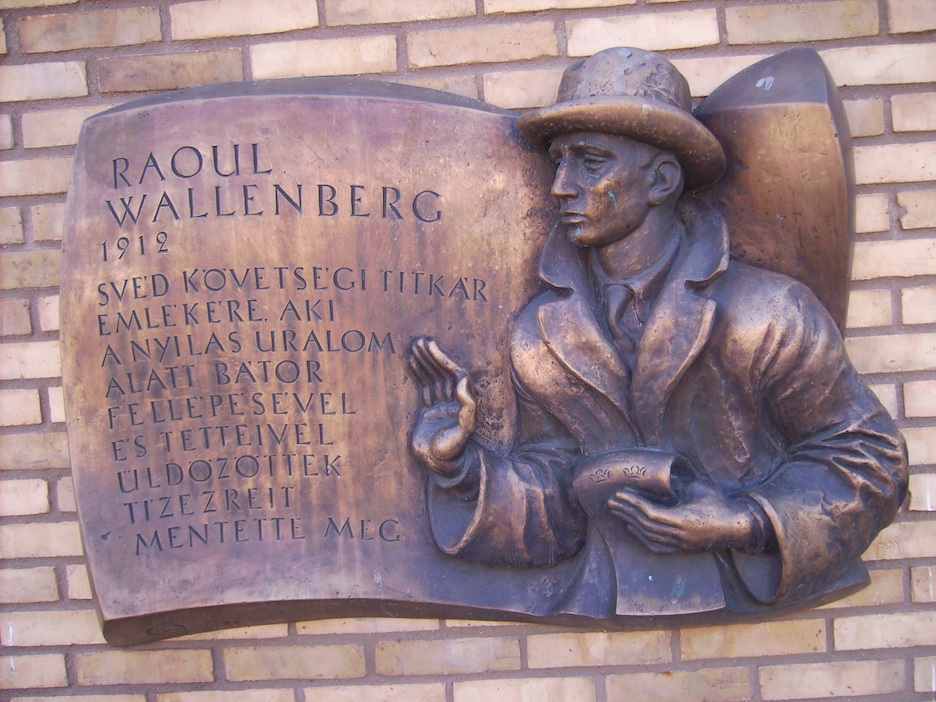 RAOUL
WALLENBERG
1912
SVÉD KÖVETSÉGI TITKÁR
EMLÉKÉRE, AKI
A NYILAS URALOM
ALATT BÁTOR
FELLÉPÉSÉVEL
ÉS TETTEIVEL
ÜLDÖZÖTTEK
TÍZEZREIT
MENTETTE MEG